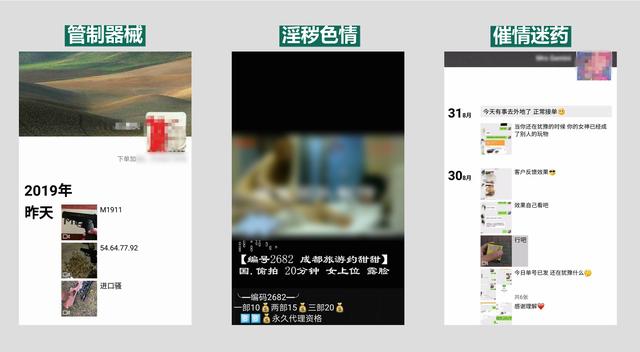 管制器械
下单加
2019年
昨天
M1911
54.64.77.92
进口骚
淫秽色情
【编号2682 成都旅游约甜甜】
国,偷拍 20分钟 女上位 露脸
╰—编码2682—╯
一部10💰两部15💰三部20💰
💰永久代理资格
催情迷药
31 8月
今天有事去外地了 正常接单😊
当你还在犹豫的时候 你的女神已经成了别人的玩物
30 8月
客户反馈效果😎
效果自己看吧
行吧
今日单号已发 还在犹豫什么
共6张
感谢理解❤